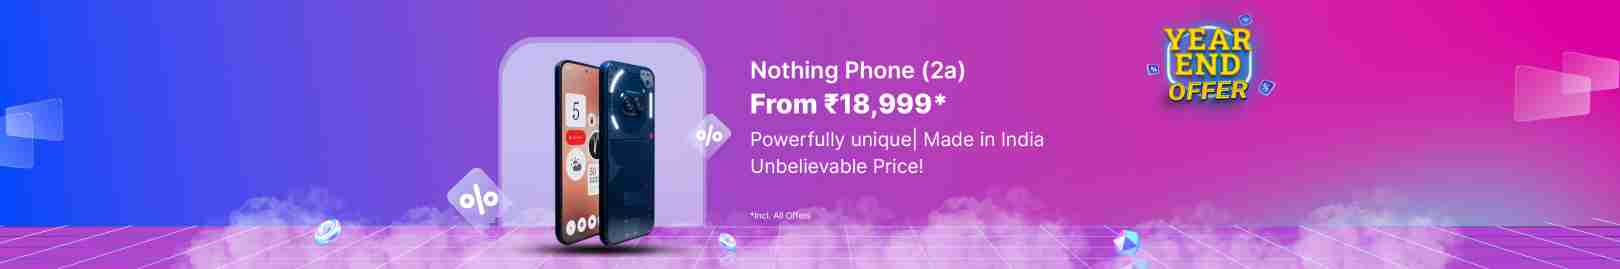 YEAR
END
OFFER
Nothing Phone (2a)
From ₹18,999*
Powerfully unique| Made in India
Unbelievable Price!
*Incl. All Offers
%
%
5